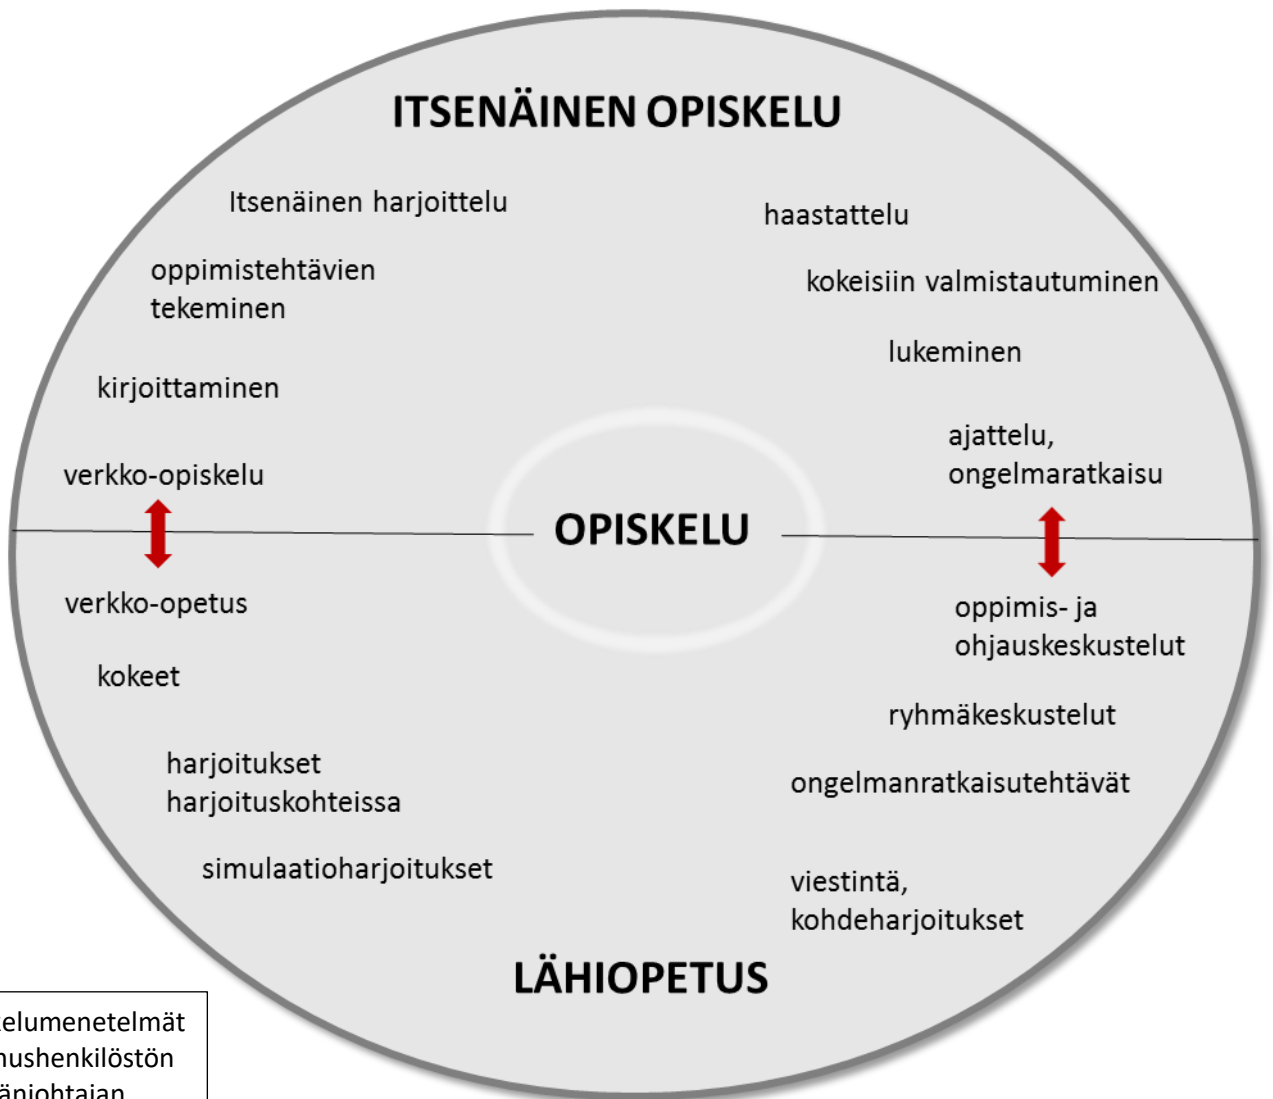 ITSENÄINEN OPISKELU
Itsenäinen harjoittelu
haastattelu
oppimistehtävien
tekeminen
kokeisiin valmistautuminen
lukeminen
kirjoittaminen
ajattelu,
ongelmaratkaisu
verkko-opiskelu
OPISKELU
verkko-opetus
oppimis- ja
ohjauskeskustelut
kokeet
ryhmäkeskustelut
harjoitukset
harjoituskohteissa
ongelmanratkaisutehtävät
simulaatioharjoitukset
viestintä,
kohdeharjoitukset
LÄHIOPETUS
elumenetelmät